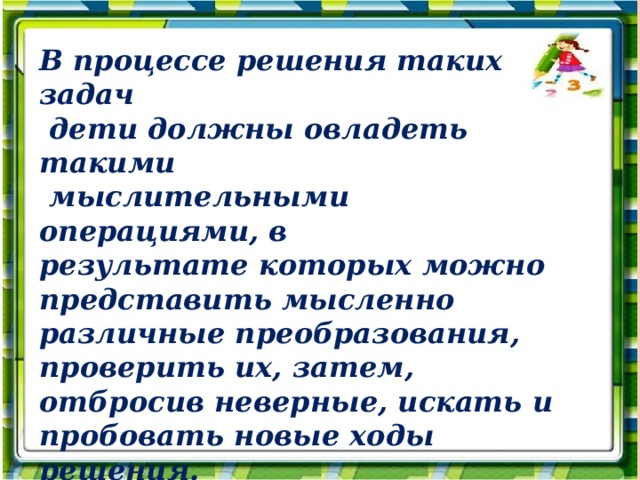 В процессе решения таких
задач
дети должны овладеть
такими
мыслительными
операциями, в
результате которых можно
представить мысленно
различные преобразования,
проверить их, затем,
отбросив неверные, искать и
пробовать новые ходы
решения.